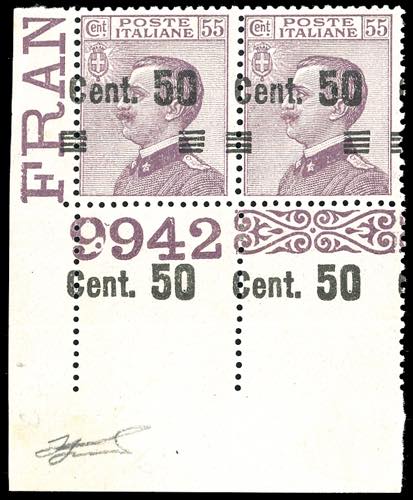 Cent POSTE ITALIANE 55 Cent POSTE ITALIANE 55
Cent. 50 Cent. 50
FRAN
9942
Cent. 50 Cent. 50